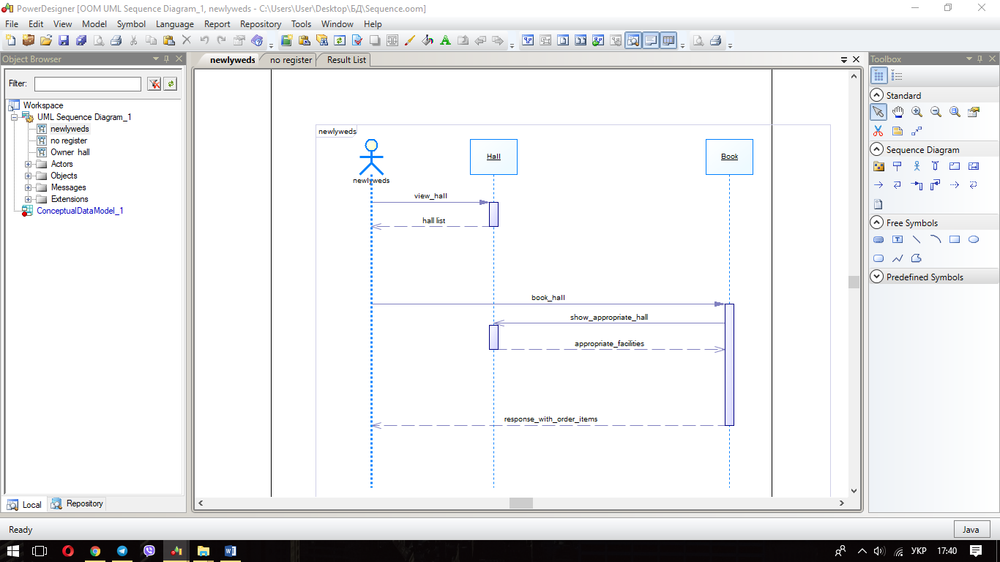 PowerDesigner [OOM UML Sequence Diagram_1, newlyweds - C:\Users\User\Desktop\БД\Sequence.oom]
File Edit View Model Symbol Language Report Repository Tools Window Help
Object Browser
Filter:
Workspace
UML Sequence Diagram_1
newlyweds
no register
Owner hall
Actors
Objects
Messages
Extensions
ConceptualDataModel_1
Local Repository
newlyweds no register Result List
newlyweds
newlyweds
Hall
Book
view_hall
hall list
book_hall
show_appropriate_hall
appropriate_facilities
response_with_order_items
Toolbox
Standard
Sequence Diagram
Free Symbols
Predefined Symbols
Ready
Java
УКР 17:40